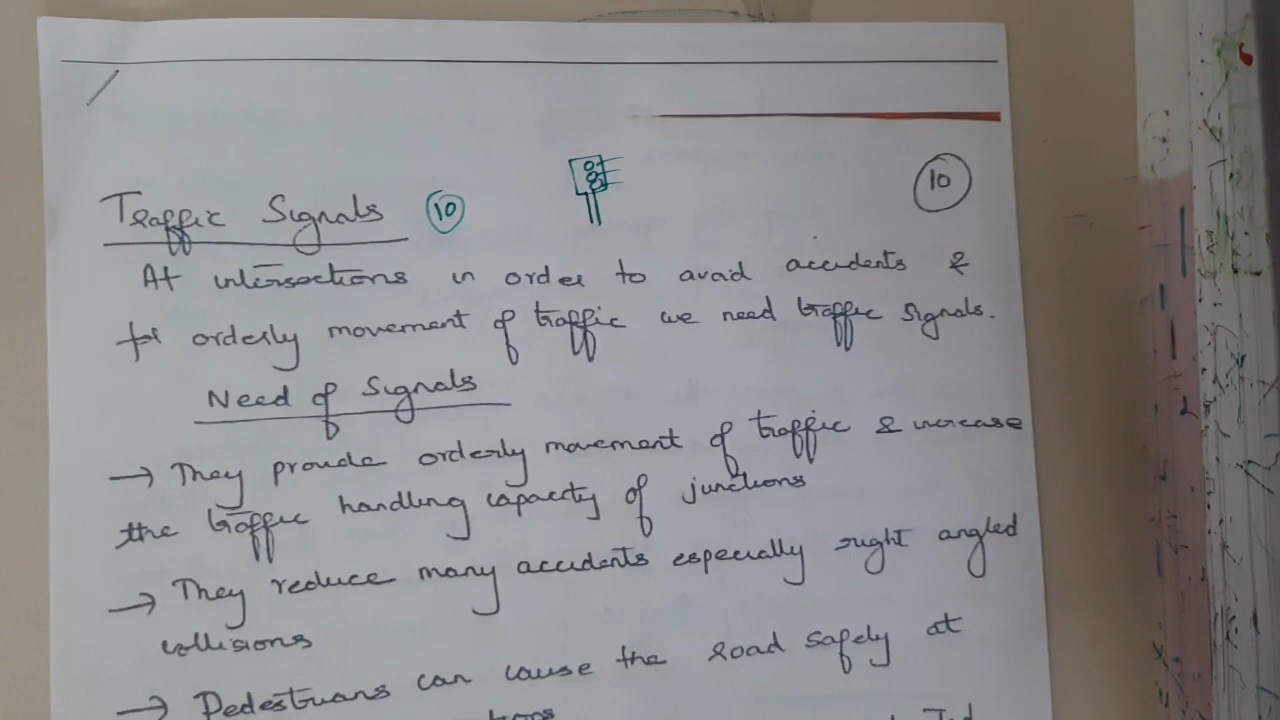 Traffic Signals 10
10
At intersections in order to avoid accidents &
for orderly movement of traffic we need traffic signals.
Need of Signals
→ They provide orderly movement of traffic & increase
the traffic handling capacity of junctions
→ They reduce many accidents especially right angled
collisions
→ Pedestrians can cause the road safely at